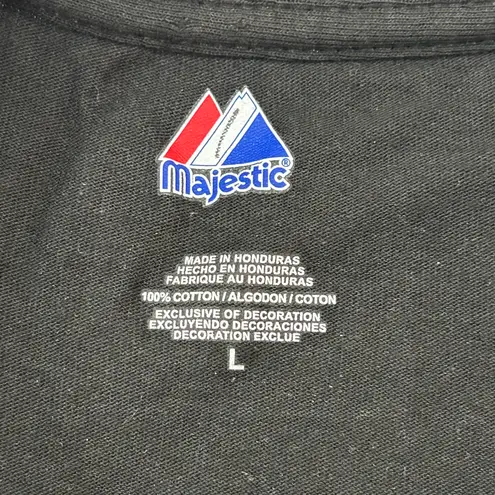 Majestic®
MADE IN HONDURAS
HECHO EN HONDURAS
FABRIQUE AU HONDURAS
100% COTTON / ALGODON / COTON
EXCLUSIVE OF DECORATION
EXCLUYENDO DECORACIONES
DECORATION EXCLUE
L